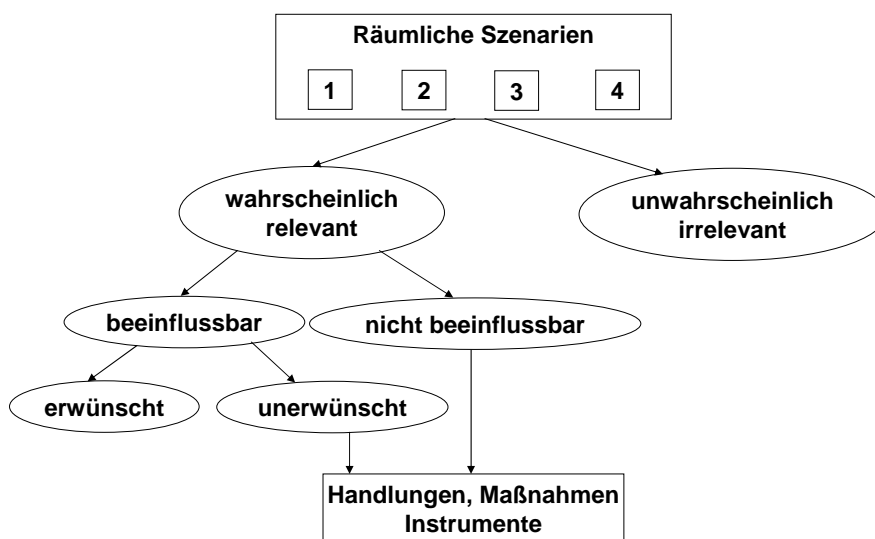 Räumliche Szenarien
1 2 3 4
wahrscheinlich
relevant
unwahrscheinlich
irrelevant
beeinflussbar
nicht beeinflussbar
erwünscht
unerwünscht
Handlungen, Maßnahmen
Instrumente